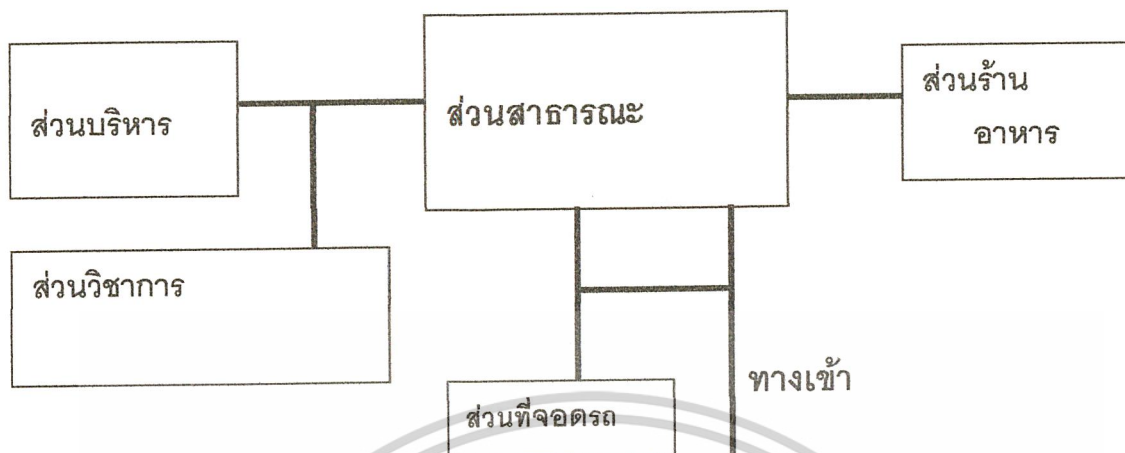 ส่วนบริหาร
ส่วนสาธารณะ
ส่วนร้าน
อาหาร
ส่วนวิชาการ
ทางเข้า
ส่วนที่จอดรถ